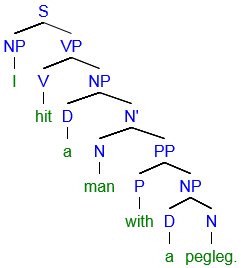 S
NP VP
I V NP
hit D N'
a N PP
man P NP
with D N
a pegleg.